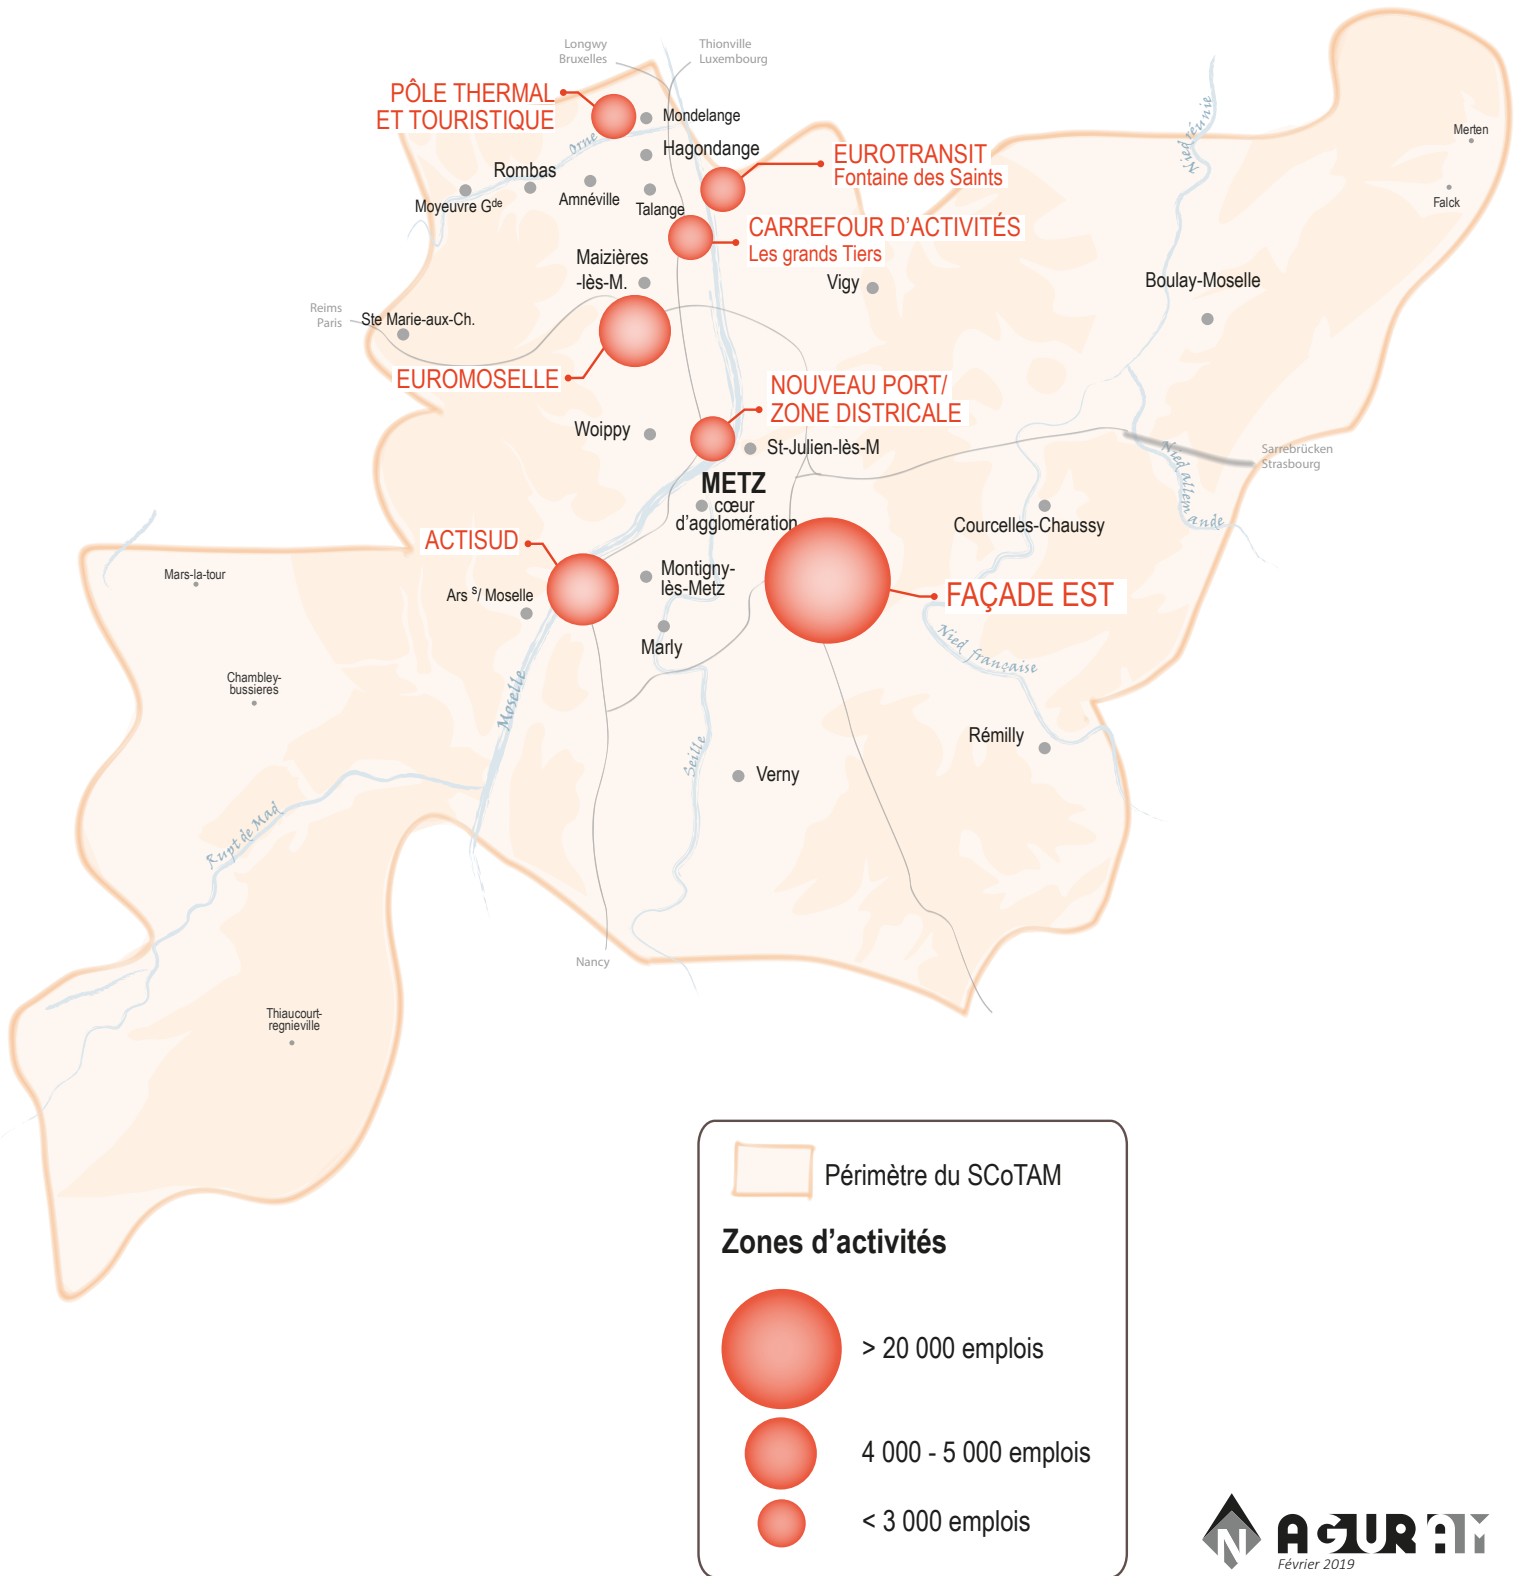 Longwy
Bruxelles
Thionville
Luxembourg
PÔLE THERMAL
ET TOURISTIQUE
Mondelange
Orne
Hagondange
Rombas
Moyeuvre Gde
Amnéville
Talange
EUROTRANSIT
Fontaine des Saints
CARREFOUR D'ACTIVITÉS
Les grands Tiers
Nied réunie
Merten
Falck
Maizières
-lès-M.
Vigy
Boulay-Moselle
Reims
Paris
Ste Marie-aux-Ch.
EUROMOSELLE
NOUVEAU PORT/
ZONE DISTRICALE
Woippy
St-Julien-lès-M
Sarrebrücken
Strasbourg
Nied allemande
METZ
cœur
d'agglomération
Courcelles-Chaussy
ACTISUD
Mars-la-tour
Ars s/ Moselle
Montigny-
lès-Metz
FAÇADE EST
Marly
Nied française
Chambley-
bussieres
Moselle
Seille
Rémilly
Verny
Rupt de Mad
Nancy
Thiaucourt-
regnieville
Périmètre du SCoTAM
Zones d'activités
> 20 000 emplois
4 000 - 5 000 emplois
< 3 000 emplois
N
AGURAM
Février 2019